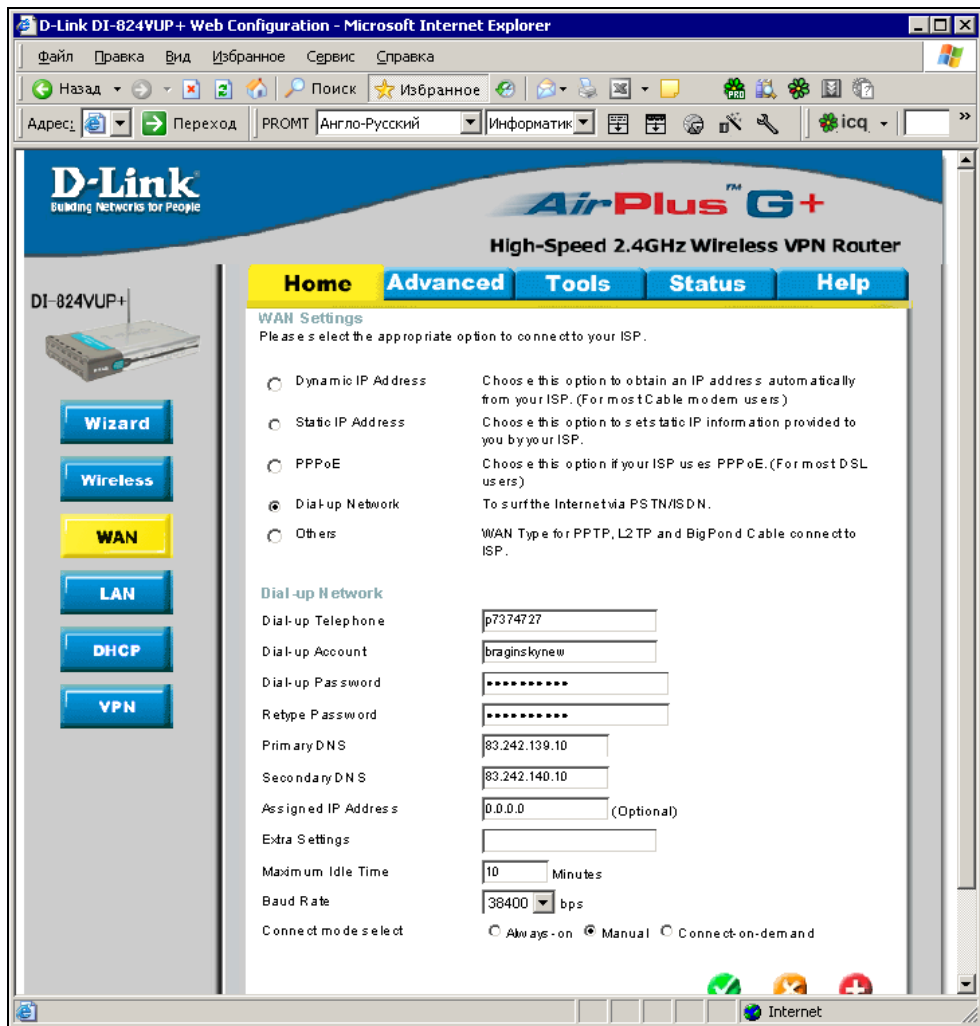 D-Link DI-824VUP+ Web Configuration - Microsoft Internet Explorer
Файл Правка Вид Избранное Сервис Справка
Назад Поиск Избранное PRO
Адрес: Переход PROMT Англо-Русский Информатик icq »
D-Link
Building Networks for People
AirPlus™ G+
High-Speed 2.4GHz Wireless VPN Router
DI-824VUP+
Home Advanced Tools Status Help
Wizard
Wireless
WAN
LAN
DHCP
VPN
WAN Settings
Please select the appropriate option to connect to your ISP.
Dynamic IP Address Choose this option to obtain an IP address automatically
from your ISP. (For most Cable modem users)
Static IP Address Choose this option to set static IP information provided to
you by your ISP.
PPPoE Choose this option if your ISP uses PPPoE. (For most DSL
users)
Dial-up Network To surf the Internet via PSTN/ISDN.
Others WAN Type for PPTP, L2TP and BigPond Cable connect to
ISP.
Dial-up Network
Dial-up Telephone p7374727
Dial-up Account braginskynew
Dial-up Password ••••••••••
Retype Password ••••••••••
Primary DNS 83.242.139.10
Secondary DNS 83.242.140.10
Assigned IP Address 0.0.0.0 (Optional)
Extra Settings
Maximum Idle Time 10 Minutes
Baud Rate 38400 bps
Connect mode select Always-on Manual Connect-on-demand
Internet